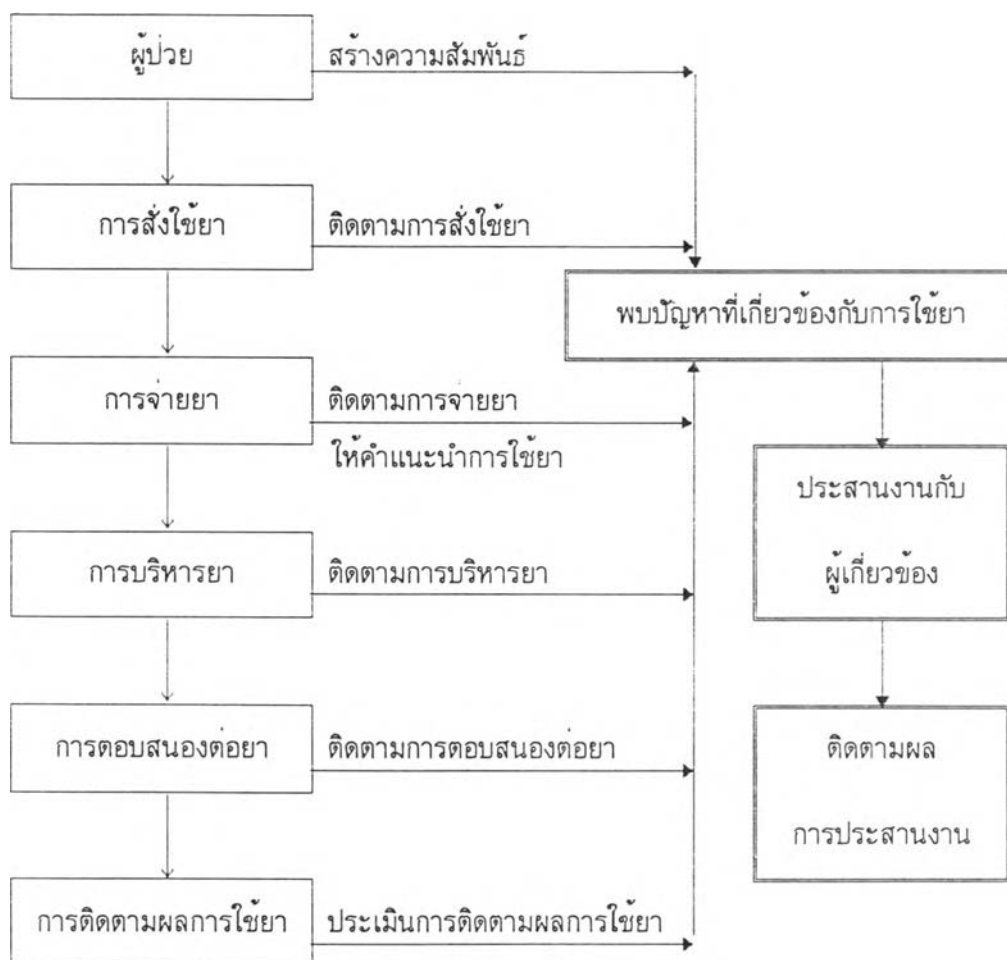 ผู้ป่วย
สร้างความสัมพันธ์
การสั่งใช้ยา
ติดตามการสั่งใช้ยา
พบปัญหาที่เกี่ยวข้องกับการใช้ยา
การจ่ายยา
ติดตามการจ่ายยา
ให้คำแนะนำการใช้ยา
ประสานงานกับ
ผู้เกี่ยวข้อง
การบริหารยา
ติดตามการบริหารยา
การตอบสนองต่อยา
ติดตามการตอบสนองต่อยา
ติดตามผล
การประสานงาน
การติดตามผลการใช้ยา
ประเมินการติดตามผลการใช้ยา